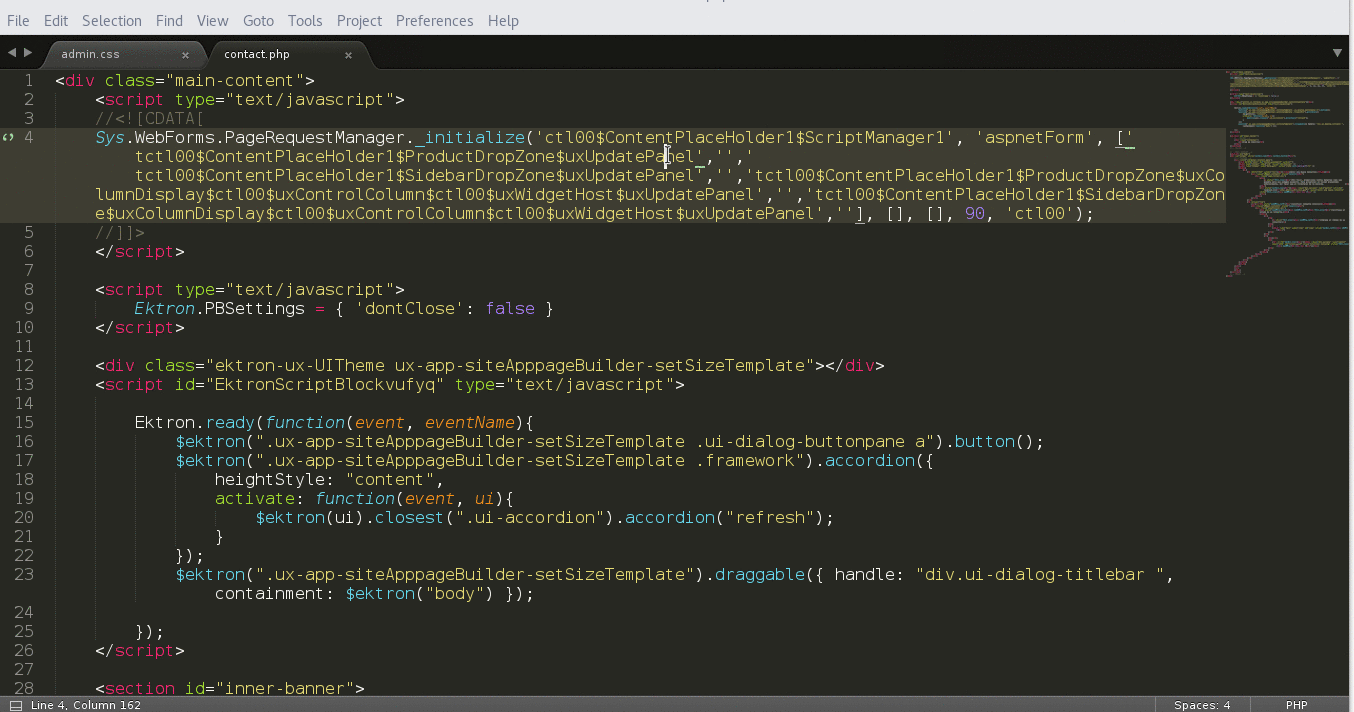 File Edit Selection Find View Goto Tools Project Preferences Help
admin.css × contact.php ×
1 <div class="main-content">
2 <script type="text/javascript">
3 //<![CDATA[
4 Sys.WebForms.PageRequestManager._initialize('ctl00$ContentPlaceHolder1$ScriptManager1', 'aspnetForm', ['
tctl00$ContentPlaceHolder1$ProductDropZone$uxUpdatePanel','','
tctl00$ContentPlaceHolder1$SidebarDropZone$uxUpdatePanel','','tctl00$ContentPlaceHolder1$ProductDropZone$uxCo
lumnDisplay$ctl00$uxControlColumn$ctl00$uxWidgetHost$uxUpdatePanel','','tctl00$ContentPlaceHolder1$SidebarDropZon
e$uxColumnDisplay$ctl00$uxControlColumn$ctl00$uxWidgetHost$uxUpdatePanel',''], [], [], 90, 'ctl00');
5 //]]>
6 </script>
7
8 <script type="text/javascript">
9 Ektron.PBSettings = { 'dontClose': false }
10 </script>
11
12 <div class="ektron-ux-UITheme ux-app-siteApppageBuilder-setSizeTemplate"></div>
13 <script id="EktronScriptBlockvufyq" type="text/javascript">
14
15 Ektron.ready(function(event, eventName){
16 $ektron(".ux-app-siteApppageBuilder-setSizeTemplate .ui-dialog-buttonpane a").button();
17 $ektron(".ux-app-siteApppageBuilder-setSizeTemplate .framework").accordion({
18 heightStyle: "content",
19 activate: function(event, ui){
20 $ektron(ui).closest(".ui-accordion").accordion("refresh");
21 }
22 });
23 $ektron(".ux-app-siteApppageBuilder-setSizeTemplate").draggable({ handle: "div.ui-dialog-titlebar ",
containment: $ektron("body") });
24
25 });
26 </script>
27
28 <section id="inner-banner">
Line 4, Column 162 Spaces: 4 PHP